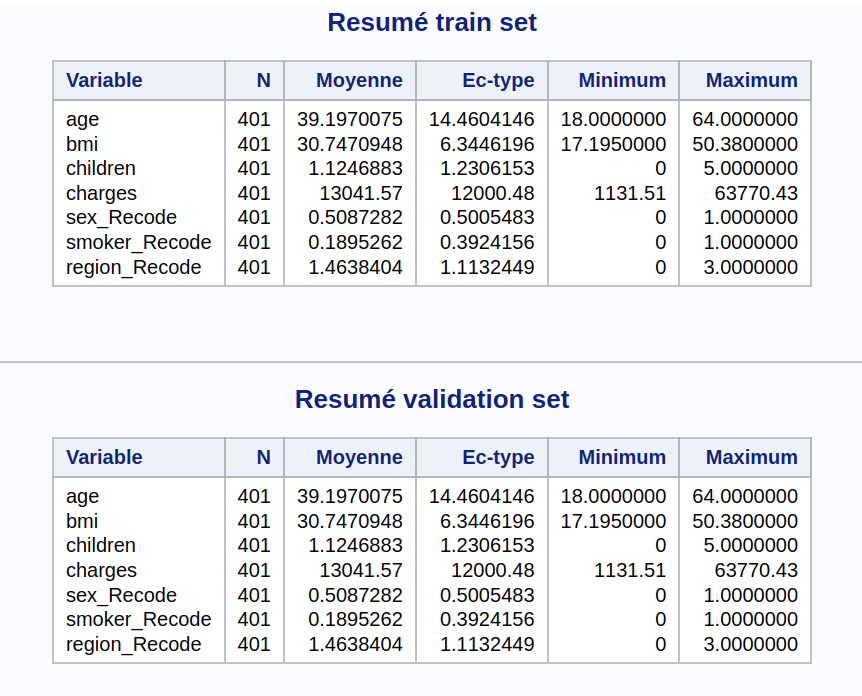 Resumé train set
Variable N Moyenne Ec-type Minimum Maximum
age 401 39.1970075 14.4604146 18.0000000 64.0000000
bmi 401 30.7470948 6.3446196 17.1950000 50.3800000
children 401 1.1246883 1.2306153 0 5.0000000
charges 401 13041.57 12000.48 1131.51 63770.43
sex_Recode 401 0.5087282 0.5005483 0 1.0000000
smoker_Recode 401 0.1895262 0.3924156 0 1.0000000
region_Recode 401 1.4638404 1.1132449 0 3.0000000
Resumé validation set
Variable N Moyenne Ec-type Minimum Maximum
age 401 39.1970075 14.4604146 18.0000000 64.0000000
bmi 401 30.7470948 6.3446196 17.1950000 50.3800000
children 401 1.1246883 1.2306153 0 5.0000000
charges 401 13041.57 12000.48 1131.51 63770.43
sex_Recode 401 0.5087282 0.5005483 0 1.0000000
smoker_Recode 401 0.1895262 0.3924156 0 1.0000000
region_Recode 401 1.4638404 1.1132449 0 3.0000000